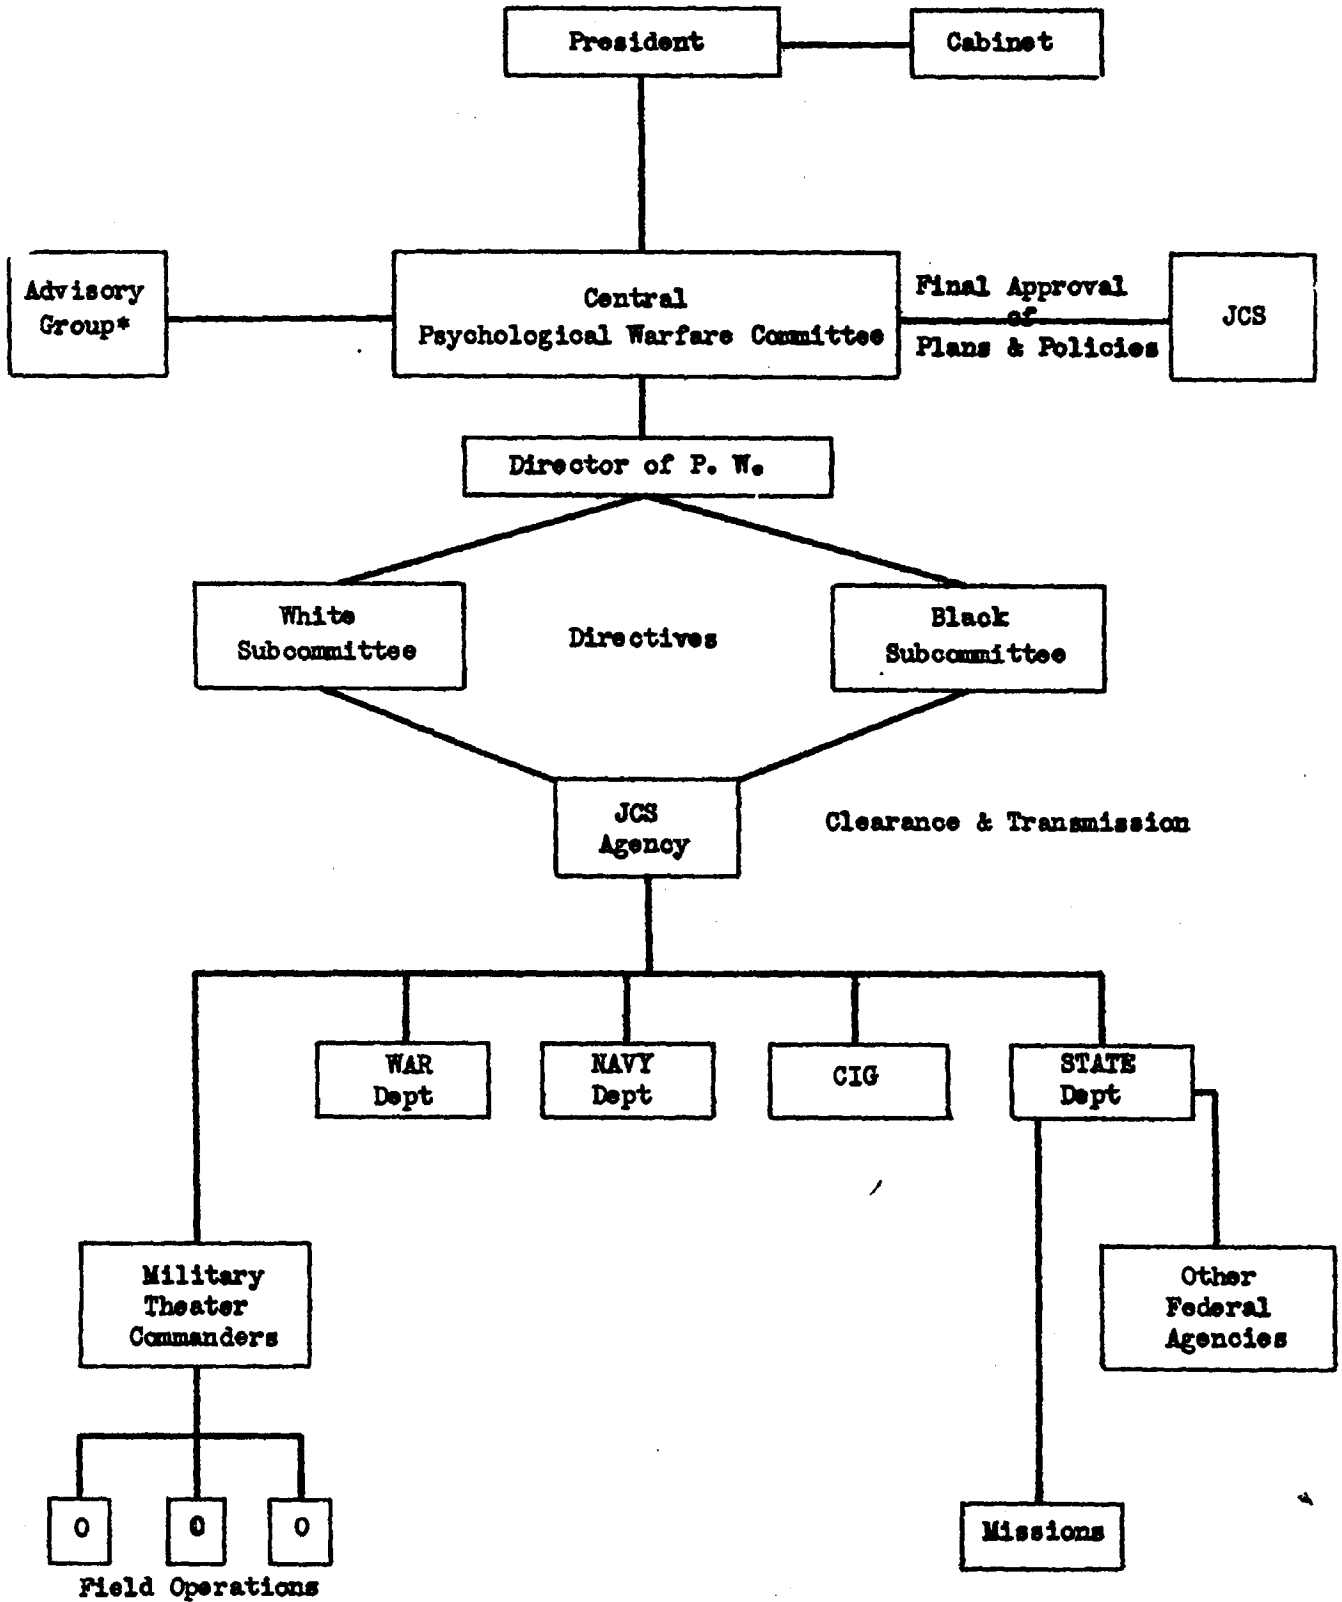 President
Cabinet
Advisory
Group*
Central
Psychological Warfare Committee
Final Approval
of
Plans & Policies
JCS
Director of P. W.
White
Subcommittee
Directives
Black
Subcommittee
JCS
Agency
Clearance & Transmission
WAR
Dept
NAVY
Dept
CIG
STATE
Dept
Military
Theater
Commanders
Other
Federal
Agencies
O
O
O
Field Operations
Missions